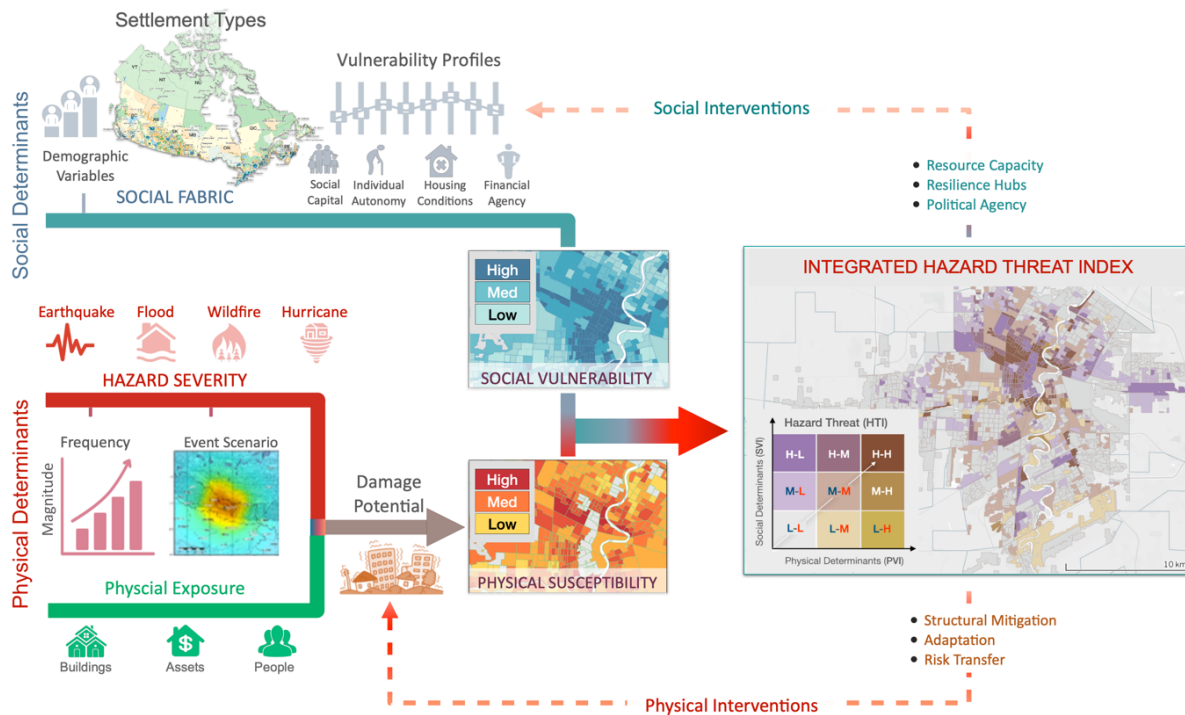 Settlement Types
Vulnerability Profiles
Social Determinants
Demographic
Variables
SOCIAL FABRIC
Social
Capital
Individual
Autonomy
Housing
Conditions
Financial
Agency
Social Interventions
Resource Capacity
Resilience Hubs
Political Agency
High
Med
Low
SOCIAL VULNERABILITY
Physical Determinants
Earthquake
Flood
Wildfire
Hurricane
HAZARD SEVERITY
Frequency
Magnitude
Event Scenario
Physcial Exposure
Buildings
Assets
People
Damage
Potential
High
Med
Low
PHYSICAL SUSCEPTIBILITY
INTEGRATED HAZARD THREAT INDEX
Hazard Threat (HTI)
Social Determinants (SVI)
H-L H-M H-H
M-L M-M M-H
L-L L-M L-H
Physical Determinants (PVI)
10 km
Structural Mitigation
Adaptation
Risk Transfer
Physical Interventions